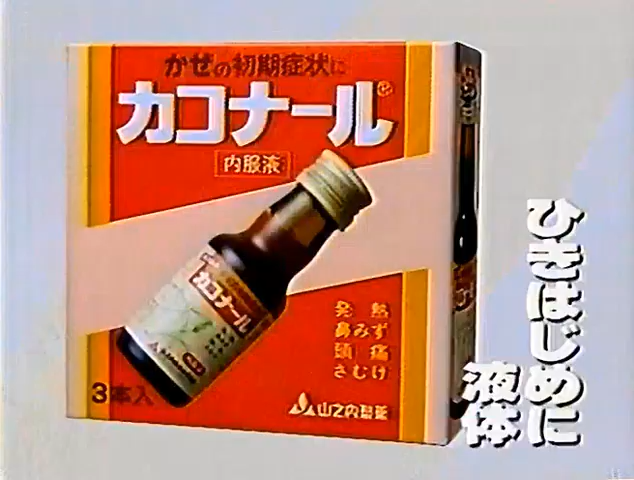 かぜの初期症状に
カコナール
内服液
カコナール
発熱
鼻みず
頭痛
さむけ
3本入
山之内製薬
ひきはじめに
液体